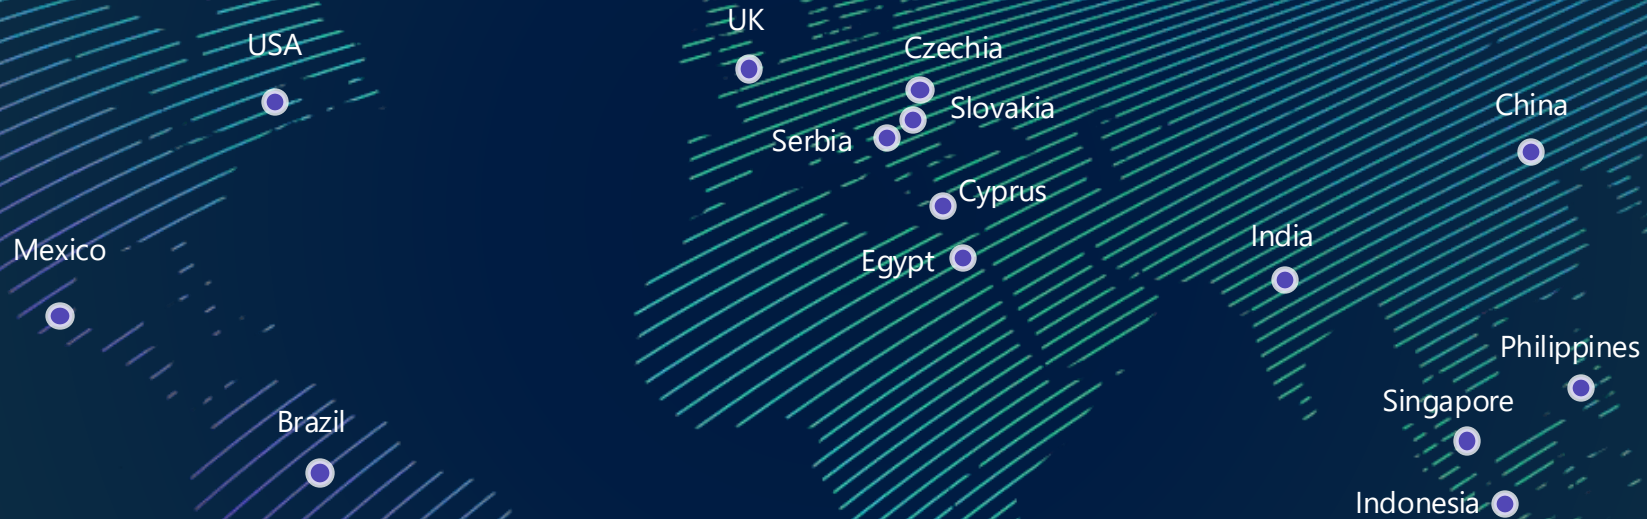 UK
USA
Czechia
Slovakia
China
Serbia
Cyprus
Mexico
Egypt
India
Philippines
Singapore
Brazil
Indonesia